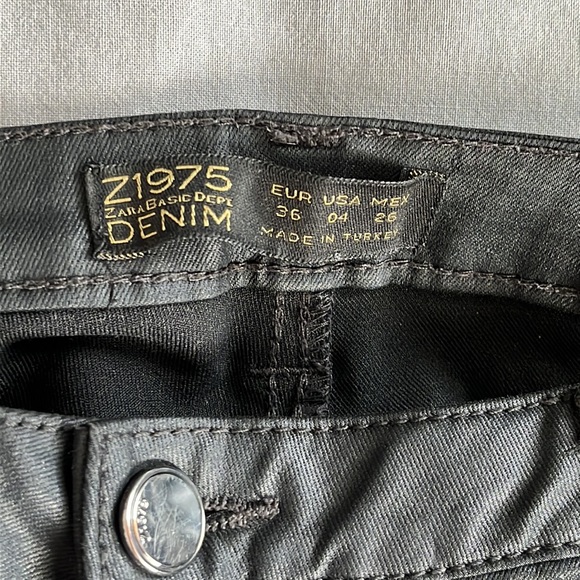 Z1975
ZARA BASIC DEPT
DENIM
EUR USA MEX
36 04 26
MADE IN TURKEY